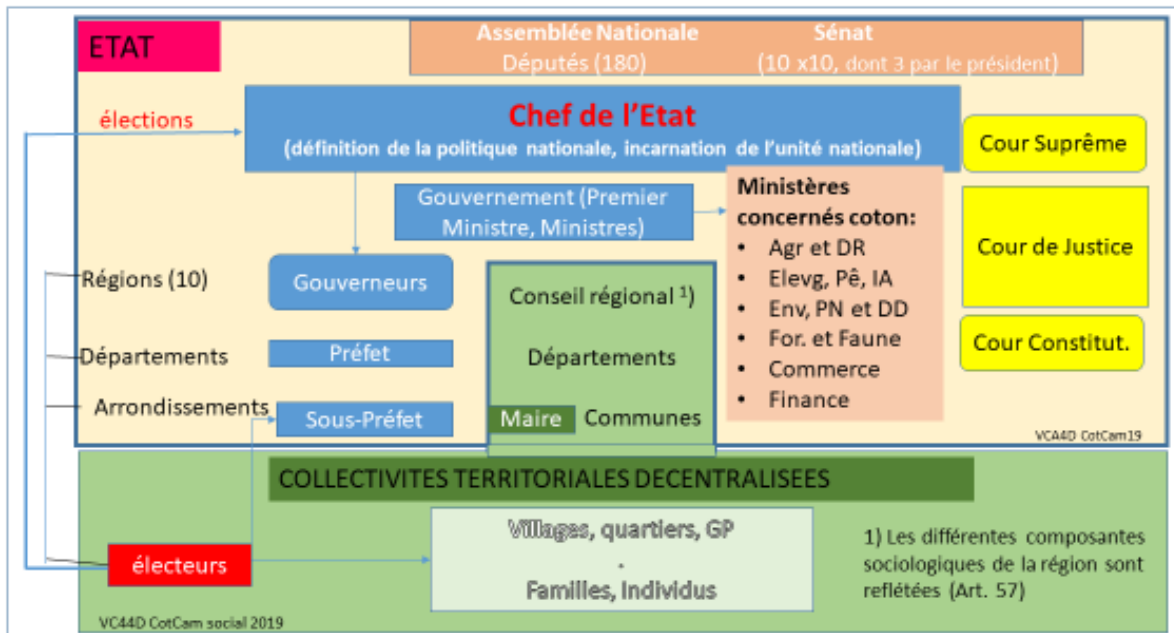 ETAT
Assemblée Nationale
Députés (180)
Sénat
(10 x10, dont 3 par le président)
élections
Chef de l'Etat
(définition de la politique nationale, incarnation de l'unité nationale)
Cour Suprême
Gouvernement (Premier
Ministre, Ministres)
Ministères
concernés coton:
• Agr et DR
• Elevg, Pê, IA
• Env, PN et DD
• For. et Faune
• Commerce
• Finance
Cour de Justice
Cour Constitut.
Régions (10)
Gouverneurs
Conseil régional ¹)
Départements
Préfet
Départements
Arrondissements
Sous-Préfet
Maire
Communes
VCA4D CotCam19
COLLECTIVITES TERRITORIALES DECENTRALISEES
Villages, quartiers, GP
.
Familles, Individus
électeurs
1) Les différentes composantes
sociologiques de la région sont
reflétées (Art. 57)
VC44D CotCam social 2019